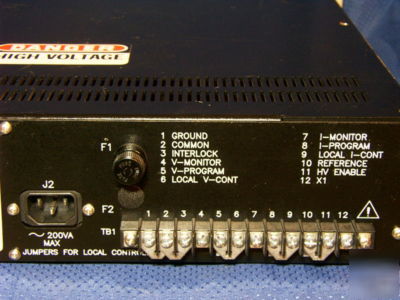 DANGER
HIGH VOLTAGE
F1
1 GROUND
2 COMMON
3 INTERLOCK
4 V-MONITOR
5 V-PROGRAM
6 LOCAL V-CONT
7 I-MONITOR
8 I-PROGRAM
9 LOCAL I-CONT
10 REFERENCE
11 HV ENABLE
12 X1
J2
F2
1 2 3 4 5 6 7 8 9 10 11 12
TB1
~ 200VA
MAX
JUMPERS FOR LOCAL CONTROL